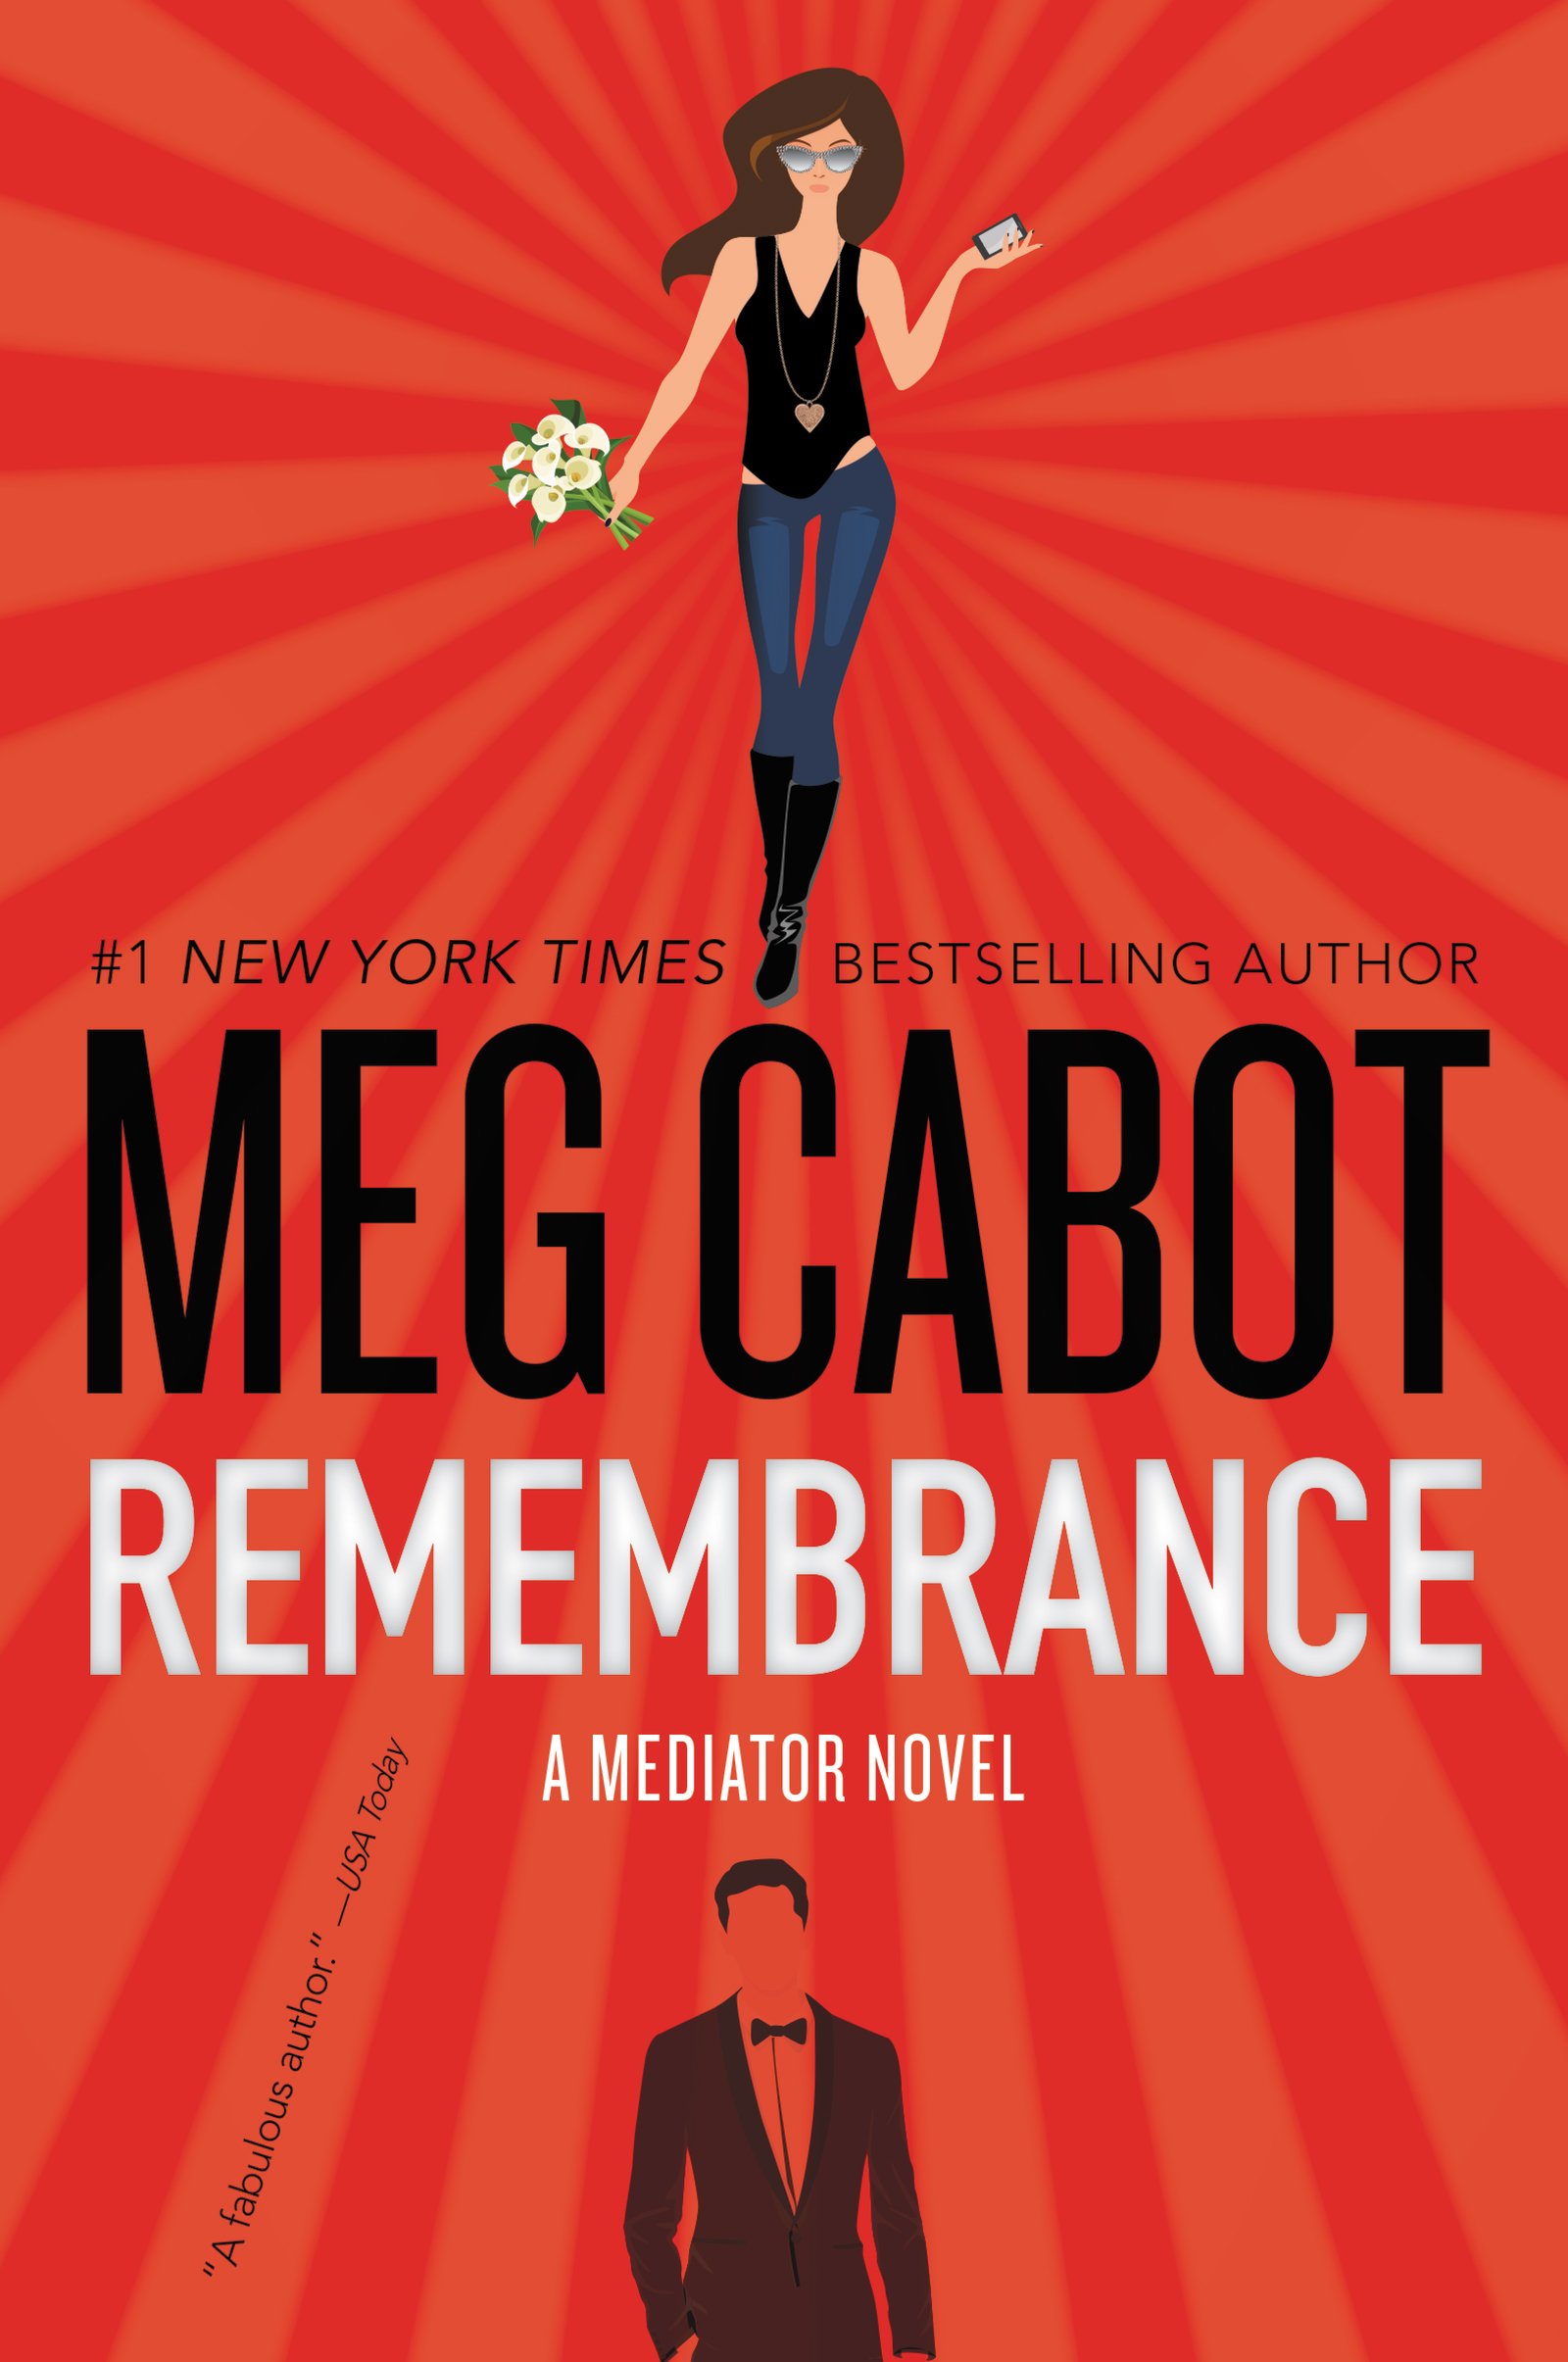 #1 NEW YORK TIMES BESTSELLING AUTHOR
MEG CABOT
REMEMBRANCE
A MEDIATOR NOVEL
"A fabulous author." —USA Today